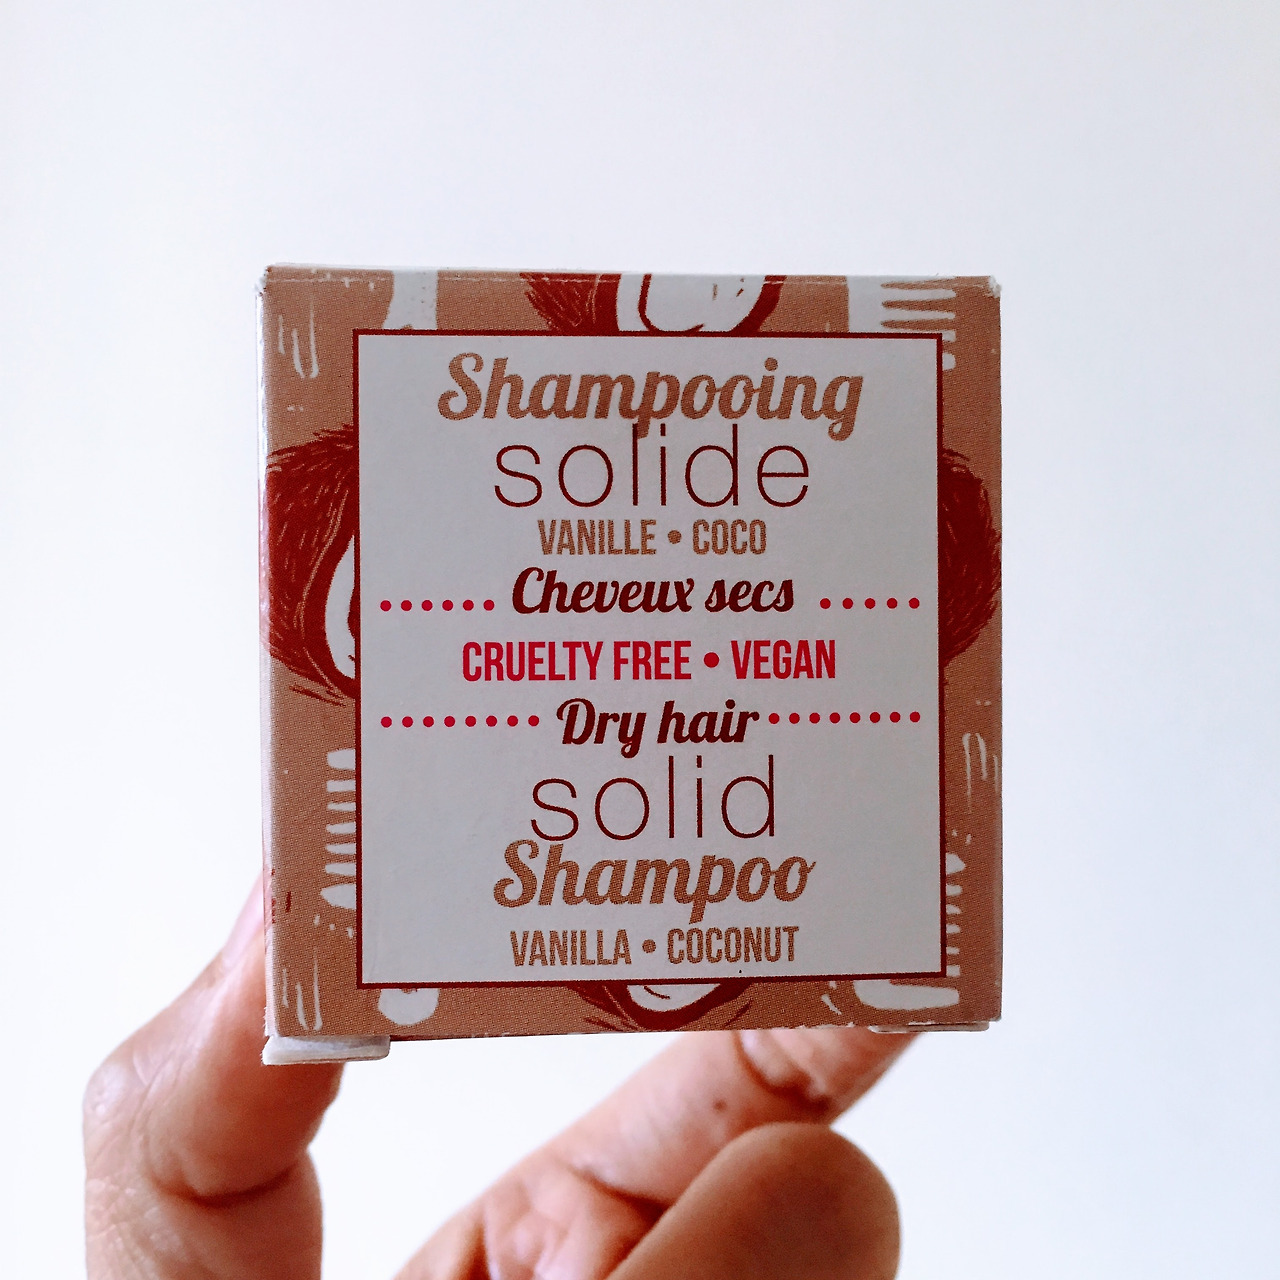 Shampooing
solide
VANILLE • COCO
Cheveux secs
CRUELTY FREE • VEGAN
Dry hair
solid
Shampoo
VANILLA • COCONUT